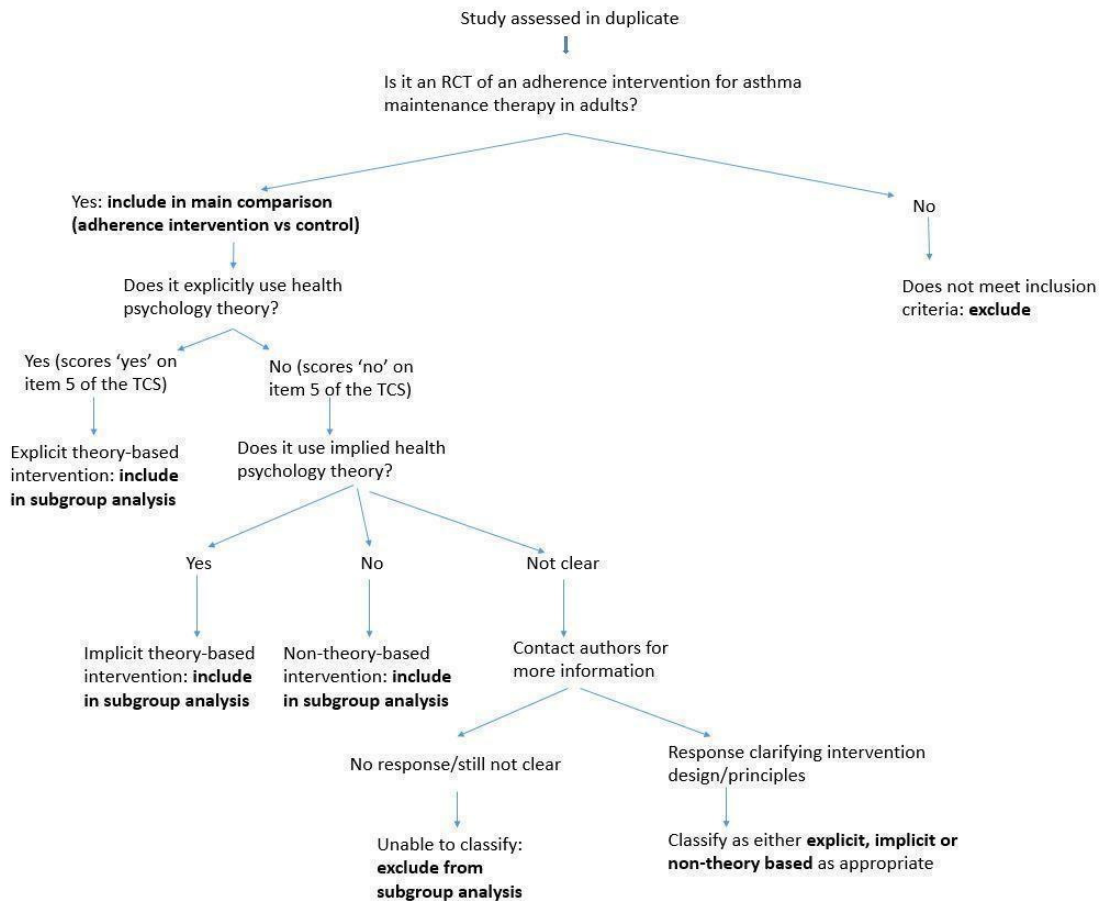 Study assessed in duplicate
Is it an RCT of an adherence intervention for asthma
maintenance therapy in adults?
Yes: include in main comparison
(adherence intervention vs control)
No
Does it explicitly use health
psychology theory?
Does not meet inclusion
criteria: exclude
Yes (scores ‘yes’ on
item 5 of the TCS)
No (scores ‘no’ on
item 5 of the TCS)
Explicit theory-based
intervention: include
in subgroup analysis
Does it use implied health
psychology theory?
Yes
No
Not clear
Implicit theory-based
intervention: include
in subgroup analysis
Non-theory-based
intervention: include
in subgroup analysis
Contact authors for
more information
No response/still not clear
Response clarifying intervention
design/principles
Unable to classify:
exclude from
subgroup analysis
Classify as either explicit, implicit or
non-theory based as appropriate